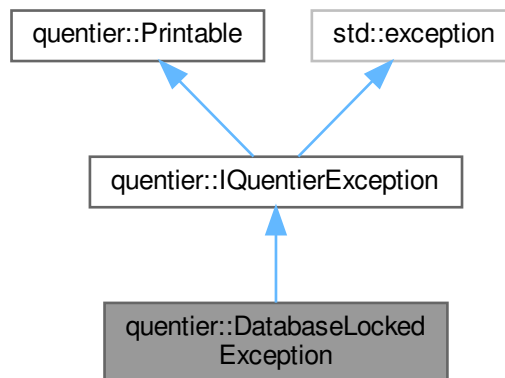 quentier::Printable
std::exception
quentier::IQuentierException
quentier::DatabaseLocked
Exception